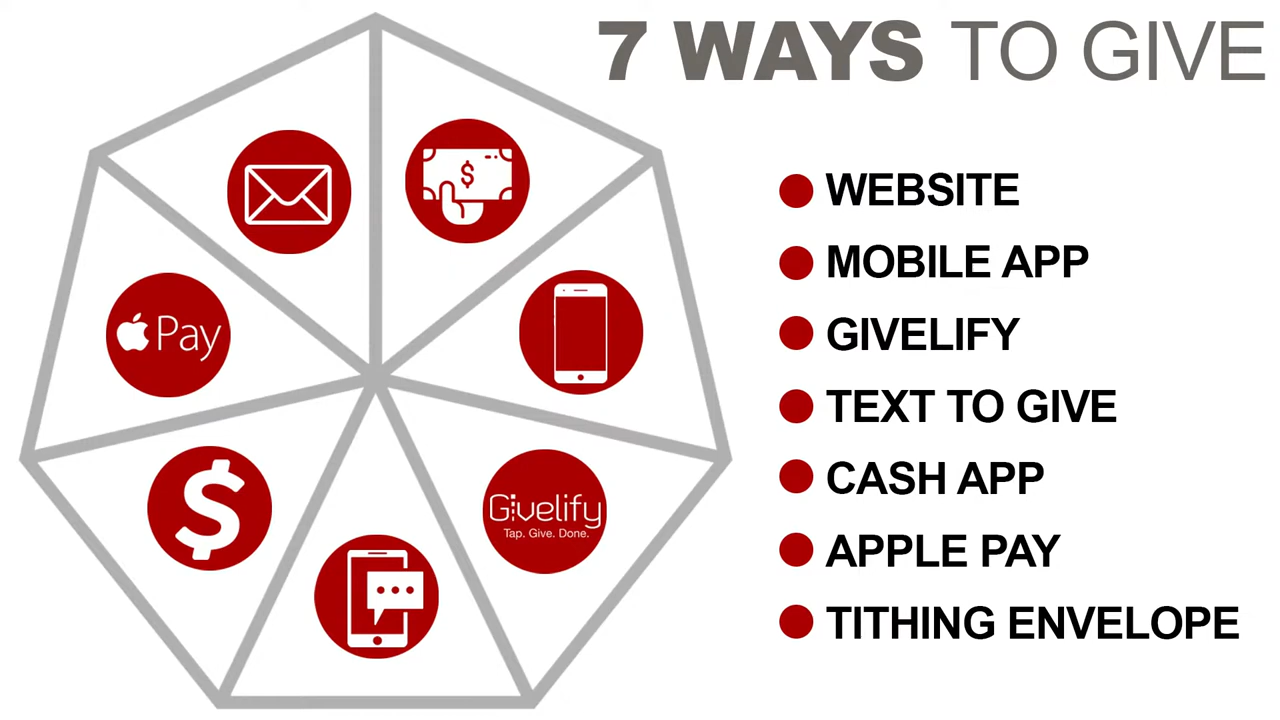 7 WAYS TO GIVE
$
Pay
$
Givelify
Tap. Give. Done.
WEBSITE
MOBILE APP
GIVELIFY
TEXT TO GIVE
CASH APP
APPLE PAY
TITHING ENVELOPE